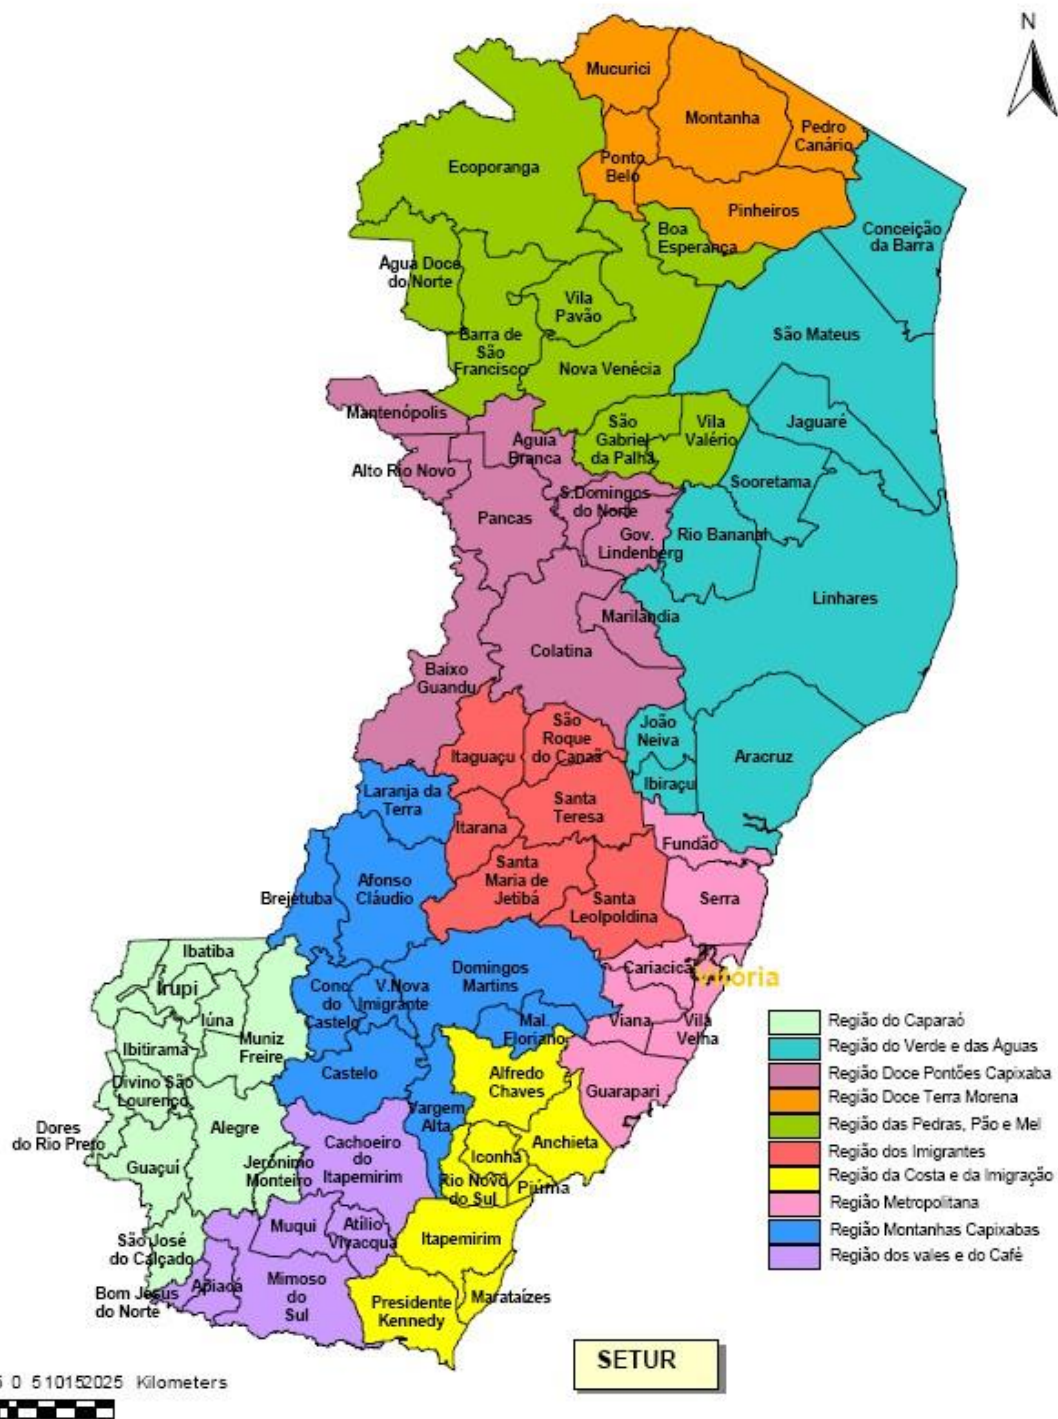 N
Mucurici
Montanha
Pedro
Canário
Ponto
Belo
Ecoporanga
Pinheiros
Boa
Esperança
Conceição
da Barra
Agua Doce
do Norte
Vila
Pavão
Barra de
São
Francisco
São Mateus
Nova Venécia
Mantenópolis
São
Gabriel
da Palha
Vila
Valério
Jaguaré
Aguia
Branca
Alto Rio Novo
Sooretama
S.Domingos
do Norte
Pancas
Gov.
Lindenberg
Rio Bananal
Linhares
Marilândia
Colatina
Baixo
Guandu
São
Roque
do Canaã
João
Neiva
Itaguaçu
Aracruz
Ibiraçu
Laranja da
Terra
Santa
Teresa
Itarana
Fundão
Santa
Maria de
Jetibá
Afonso
Cláudio
Brejetuba
Serra
Santa
Leolpoldina
Ibatiba
Domingos
Martins
Cariacica
Vitória
Irupi
Conc.
do
Castelo
V.Nova
Imigrante
Iúna
Mal.
Floriano
Viana
Vila
Velha
Muniz
Freire
Ibitirama
Castelo
Alfredo
Chaves
Guarapari
Divino São
Lourenço
Vargem
Alta
Dores
do Rio Preto
Alegre
Cachoeiro
do
Itapemirim
Anchieta
Iconha
Guaçuí
Jerônimo
Monteiro
Rio Novo
do Sul
Piúma
Muqui
Atílio
Vivacqua
São José
do Calçado
Itapemirim
Bom Jesus
do Norte
Apiacá
Mimoso
do
Sul
Presidente
Kennedy
Marataízes
Região do Caparaó
Região do Verde e das Águas
Região Doce Pontões Capixaba
Região Doce Terra Morena
Região das Pedras, Pão e Mel
Região dos Imigrantes
Região da Costa e da Imigração
Região Metropolitana
Região Montanhas Capixabas
Região dos vales e do Café
SETUR
5 0 510152025 Kilometers